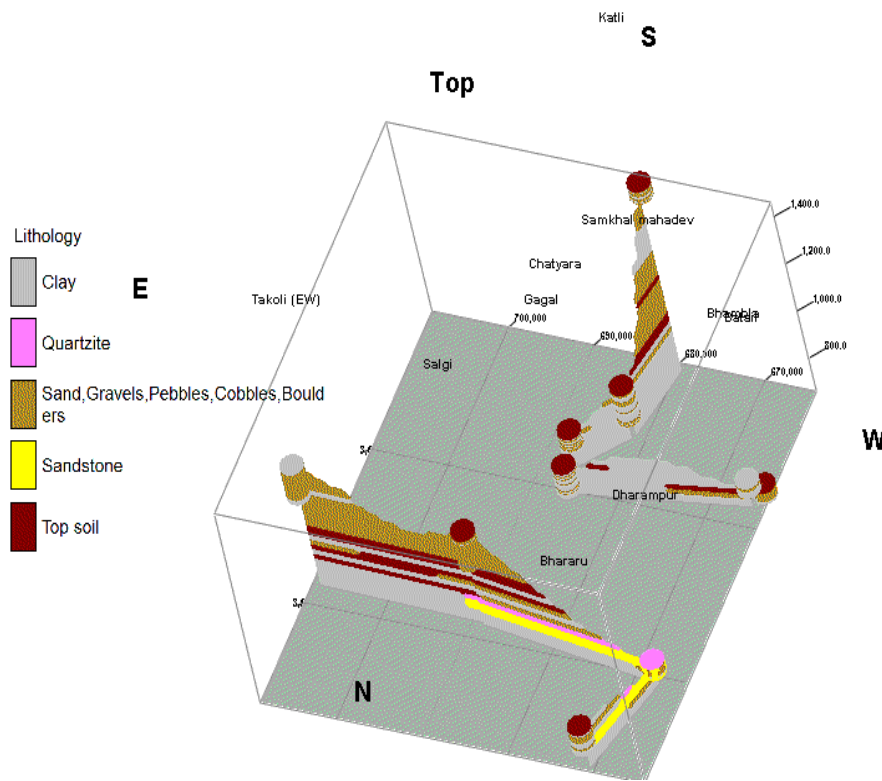 Katli
S
Top
Lithology
Clay
Quartzite
Sand,Gravels,Pebbles,Cobbles,Bould
ers
Sandstone
Top soil
E
Takoli (EW)
Samkhal mahadev
Chatyara
Gagal
Salgi
1,400.0
1,200.0
1,000.0
800.0
700,000
690,000
680,000
670,000
W
Dharampur
Bhararu
N